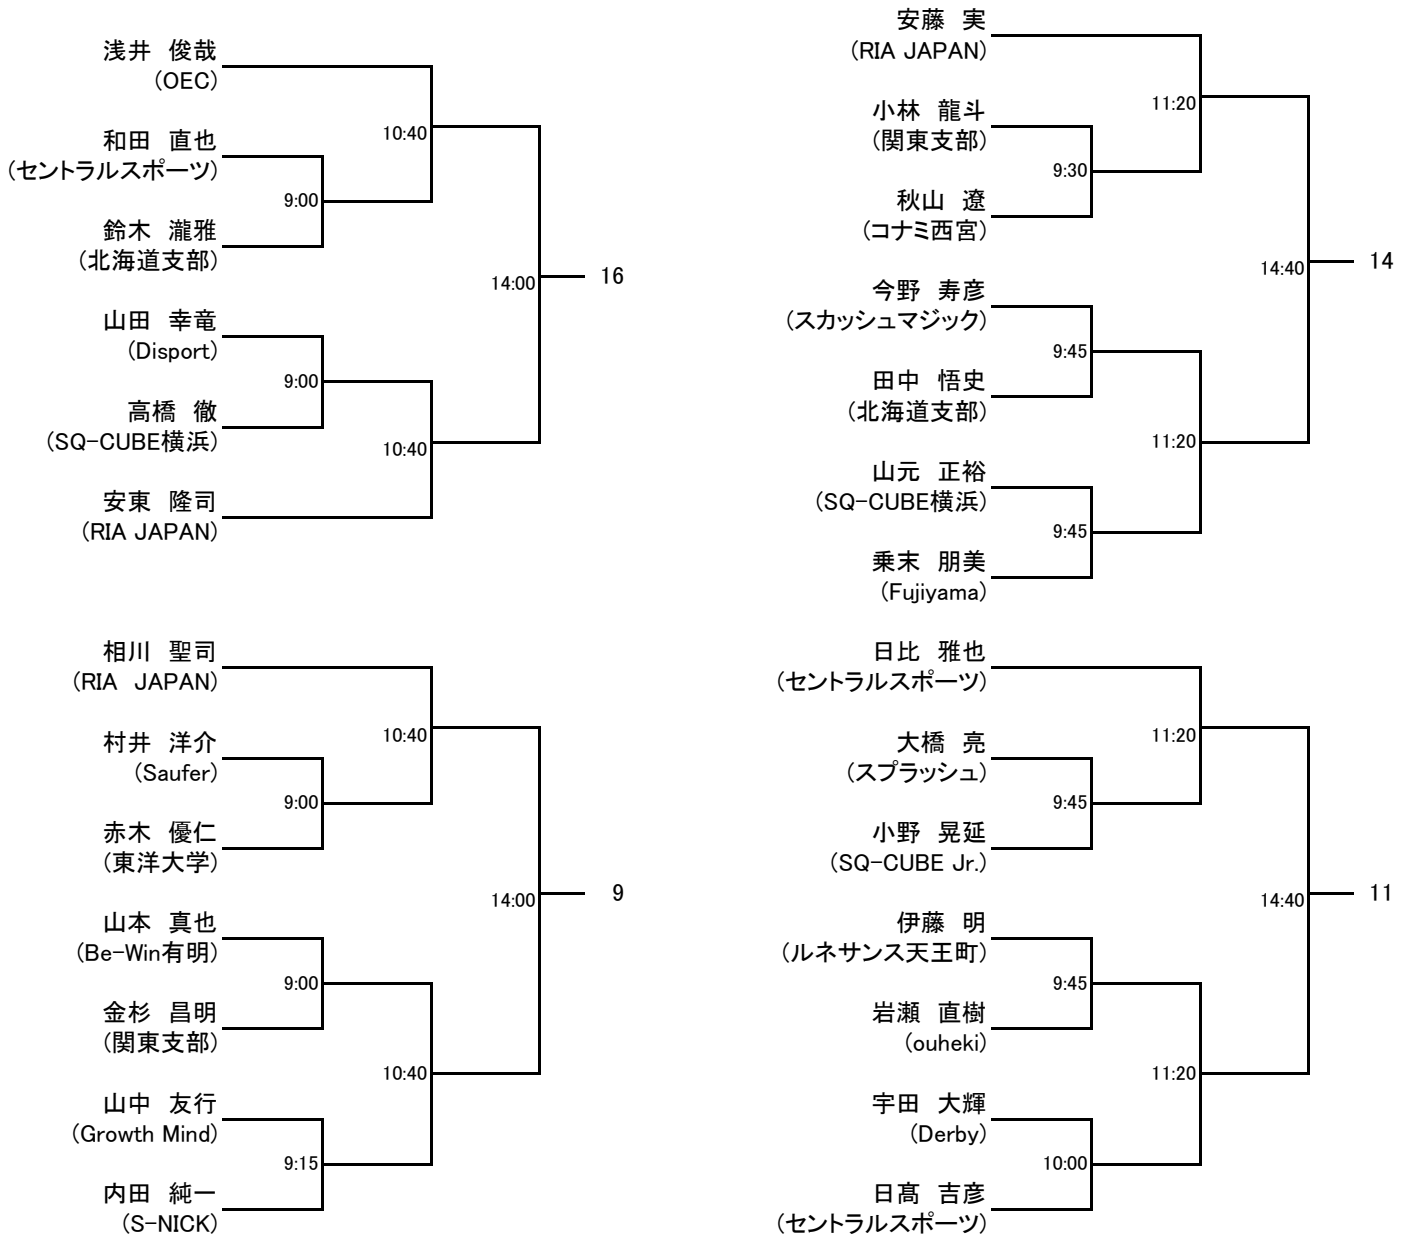 浅井　俊哉
(OEC)
10:40
和田　直也
(セントラルスポーツ)
9:00
鈴木　瀧雅
(北海道支部)
14:00
16
山田　幸竜
(Disport)
9:00
高橋　徹
(SQ-CUBE横浜)
10:40
安東　隆司
(RIA JAPAN)
安藤　実
(RIA JAPAN)
11:20
小林　龍斗
(関東支部)
9:30
秋山　遼
(コナミ西宮)
14:40
14
今野　寿彦
(スカッシュマジック)
9:45
田中　悟史
(北海道支部)
11:20
山元　正裕
(SQ-CUBE横浜)
9:45
乗末　朋美
(Fujiyama)
相川　聖司
(RIA　JAPAN)
10:40
村井　洋介
(Saufer)
9:00
赤木　優仁
(東洋大学)
14:00
9
山本　真也
(Be-Win有明)
9:00
金杉　昌明
(関東支部)
10:40
山中　友行
(Growth Mind)
9:15
内田　純一
(S-NICK)
日比　雅也
(セントラルスポーツ)
11:20
大橋　亮
(スプラッシュ)
9:45
小野　晃延
(SQ-CUBE Jr.)
14:40
11
伊藤　明
(ルネサンス天王町)
9:45
岩瀬　直樹
(ouheki)
11:20
宇田　大輝
(Derby)
10:00
日髙　吉彦
(セントラルスポーツ)